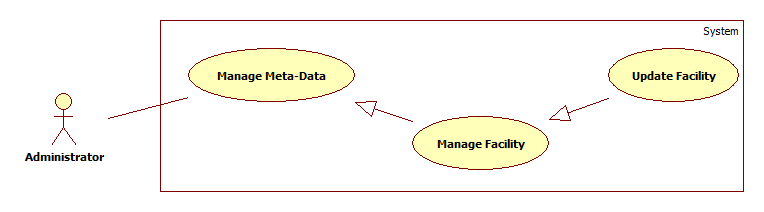 System
Manage Meta-Data
Update Facility
Manage Facility
Administrator